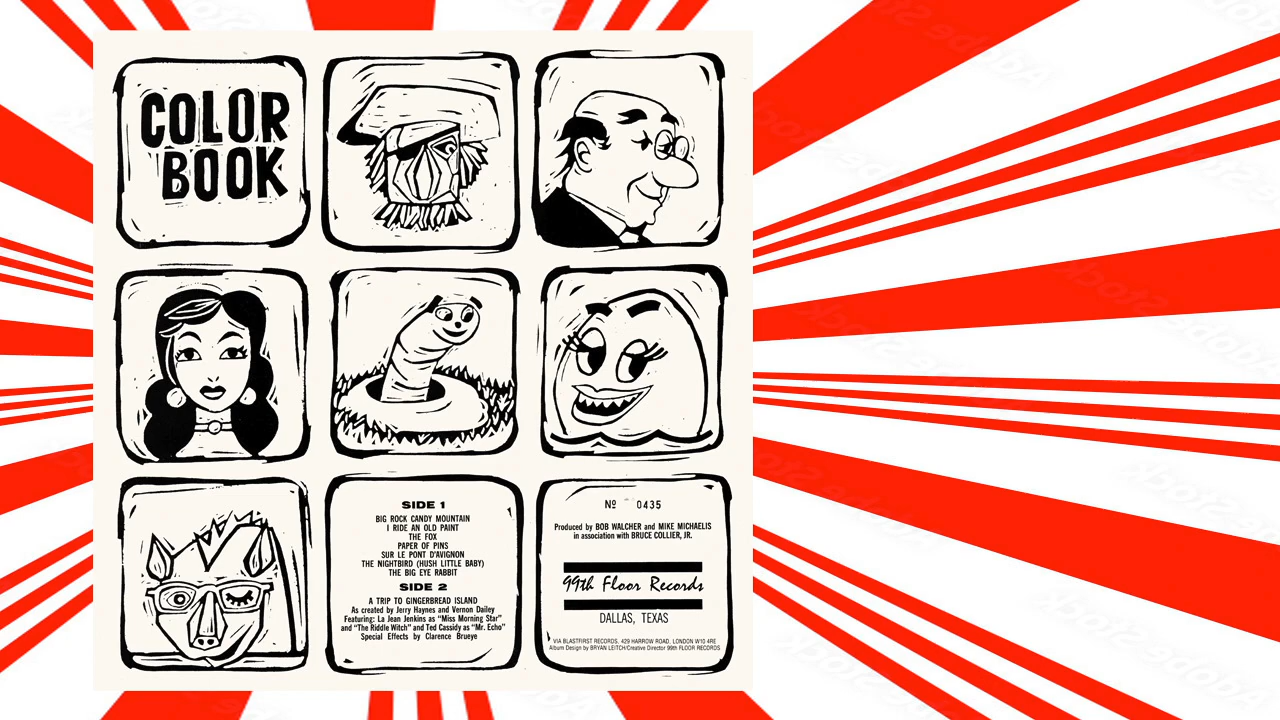 COLOR
BOOK
SIDE 1
BIG ROCK CANDY MOUNTAIN
I RIDE AN OLD PAINT
THE FOX
PAPER OF PINS
SUR LE PONT D'AVIGNON
THE NIGHTBIRD (HUSH LITTLE BABY)
THE BIG EYE RABBIT
SIDE 2
A TRIP TO GINGERBREAD ISLAND
As created by Jerry Haynes and Vernon Dailey
Featuring: La Jean Jenkins as "Miss Morning Star"
and "The Riddle Witch" and Ted Cassidy as "Mr. Echo"
Special Effects by Clarence Brueye
Nº 0435
Produced by BOB WALCHER and MIKE MICHAELIS
in association with BRUCE COLLIER, JR.
99th Floor Records
DALLAS, TEXAS
VIA BLASTFIRST RECORDS, 429 HARROW ROAD, LONDON W10 4RE
Album Design by BRYAN LEITCH/Creative Director 99th FLOOR RECORDS